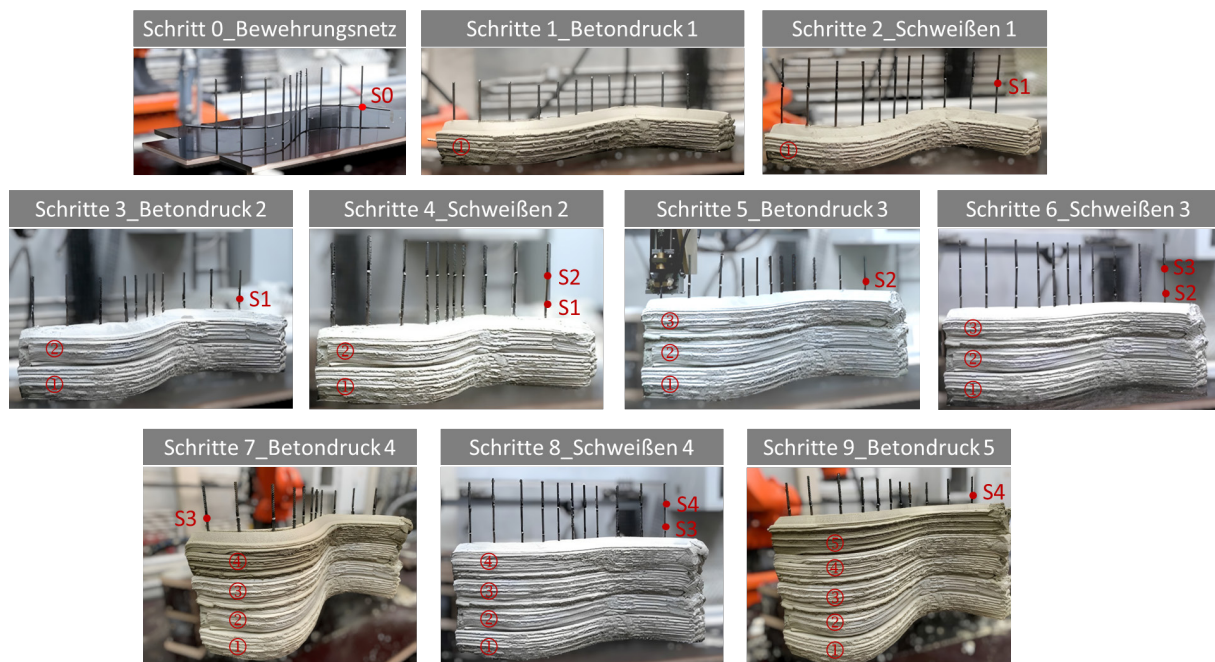 Schritt 0_Bewehrungsnetz
S0
Schritte 1_Betondruck 1
①
Schritte 2_Schweißen 1
S1
①
Schritte 3_Betondruck 2
S1
②
①
Schritte 4_Schweißen 2
S2
S1
②
①
Schritte 5_Betondruck 3
S2
③
②
①
Schritte 6_Schweißen 3
S3
S2
③
②
①
Schritte 7_Betondruck 4
S3
④
③
②
①
Schritte 8_Schweißen 4
S4
S3
④
③
②
①
Schritte 9_Betondruck 5
S4
⑤
④
③
②
①